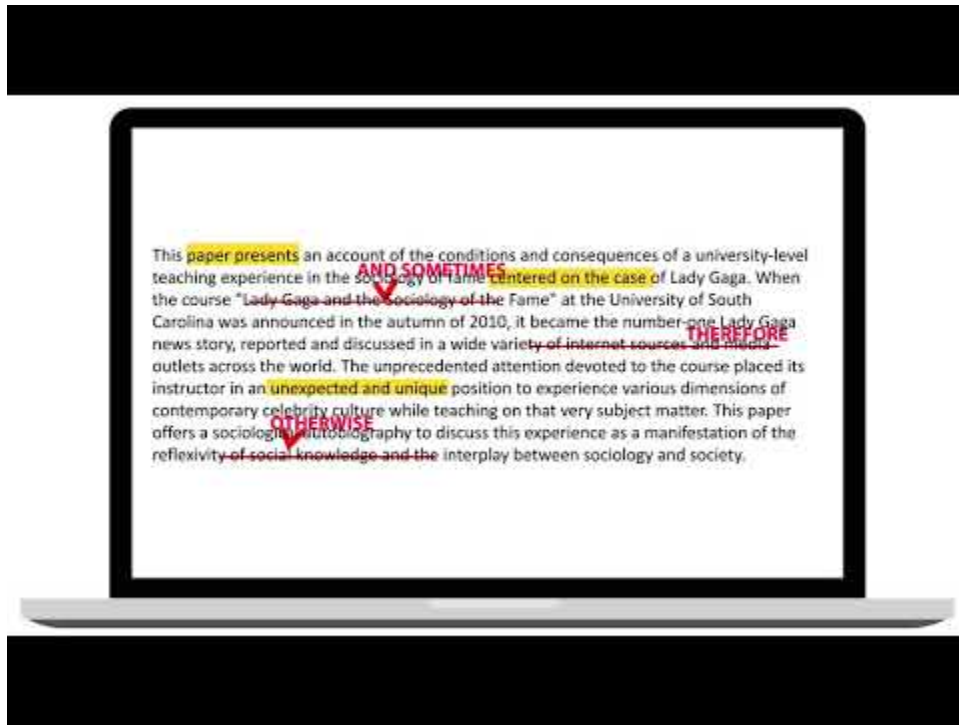 This paper presents an account of the conditions and consequences of a university-level
AND SOMETIMES
teaching experience in the sociology of fame centered on the case of Lady Gaga. When
the course "Lady Gaga and the Sociology of the Fame" at the University of South
Carolina was announced in the autumn of 2010, it became the number-one Lady Gaga
THEREFORE
news story, reported and discussed in a wide variety of internet sources and media
outlets across the world. The unprecedented attention devoted to the course placed its
instructor in an unexpected and unique position to experience various dimensions of
contemporary celebrity culture while teaching on that very subject matter. This paper
OTHERWISE
offers a sociological autobiography to discuss this experience as a manifestation of the
reflexivity of social knowledge and the interplay between sociology and society.